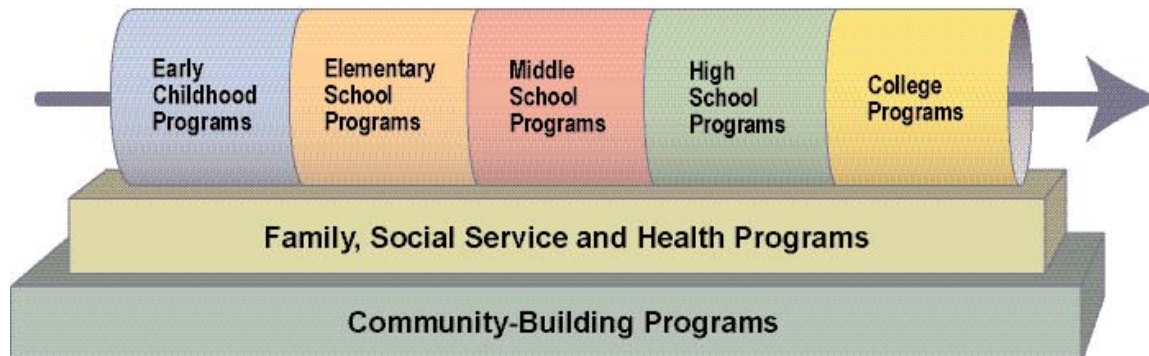 Early
Childhood
Programs
Elementary
School
Programs
Middle
School
Programs
High
School
Programs
College
Programs
Family, Social Service and Health Programs
Community-Building Programs